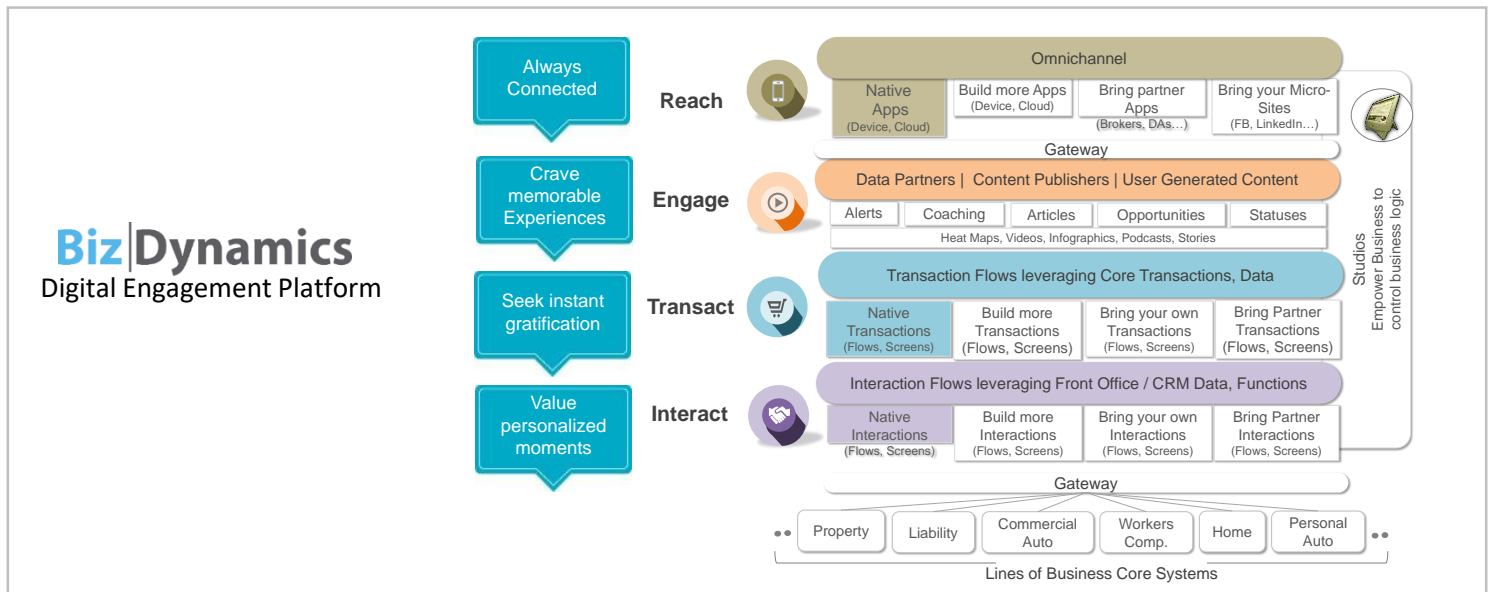 Biz|Dynamics
Digital Engagement Platform
Always
Connected
Crave
memorable
Experiences
Seek instant
gratification
Value
personalized
moments
Reach
Engage
Transact
Interact
Omnichannel
Native
Apps
(Device, Cloud)
Build more Apps
(Device, Cloud)
Bring partner
Apps
(Brokers, DAs…)
Bring your Micro-
Sites
(FB, LinkedIn…)
Gateway
Data Partners | Content Publishers | User Generated Content
Alerts
Coaching
Articles
Opportunities
Statuses
Heat Maps, Videos, Infographics, Podcasts, Stories
Transaction Flows leveraging Core Transactions, Data
Native
Transactions
(Flows, Screens)
Build more
Transactions
(Flows, Screens)
Bring your own
Transactions
(Flows, Screens)
Bring Partner
Transactions
(Flows, Screens)
Interaction Flows leveraging Front Office / CRM Data, Functions
Native
Interactions
(Flows, Screens)
Build more
Interactions
(Flows, Screens)
Bring your own
Interactions
(Flows, Screens)
Bring Partner
Interactions
(Flows, Screens)
Gateway
Studios
Empower Business to
control business logic
Property
Liability
Commercial
Auto
Workers
Comp.
Home
Personal
Auto
Lines of Business Core Systems